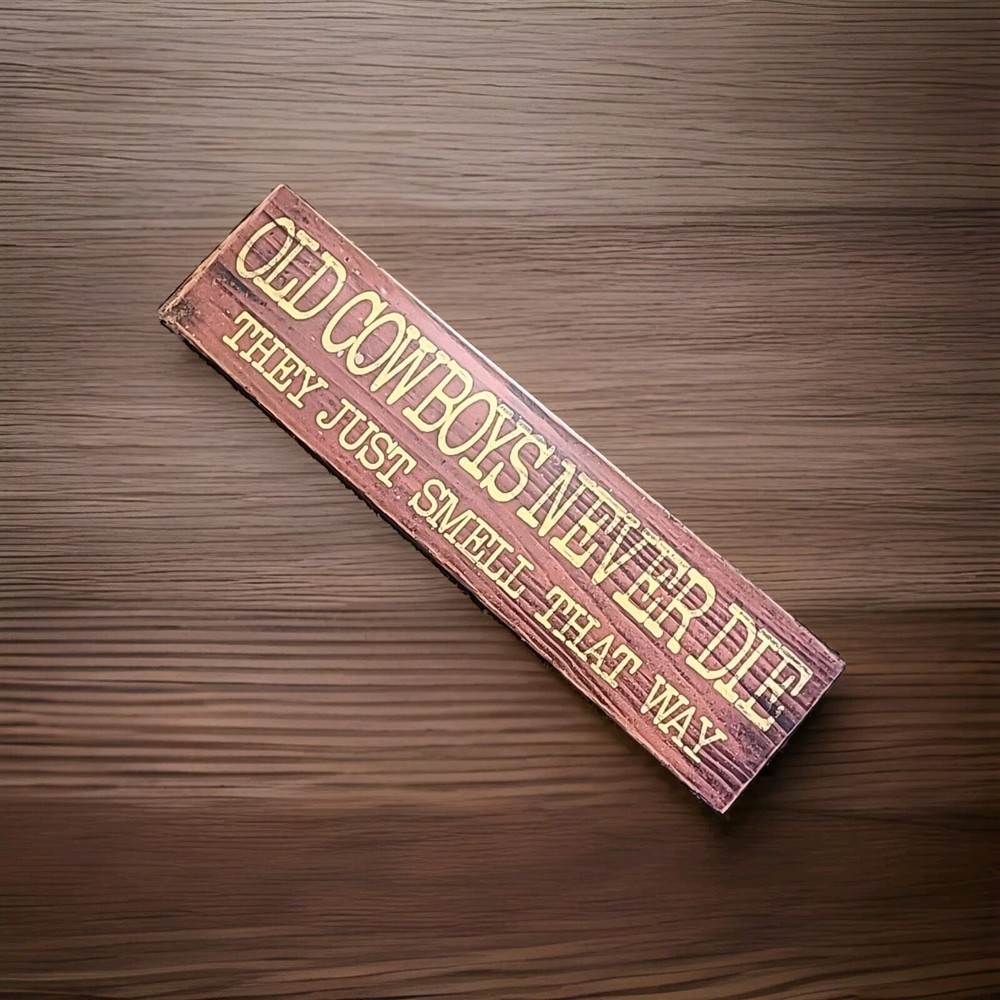 OLD COWBOYS NEVER DIE
THEY JUST SMELL THAT WAY